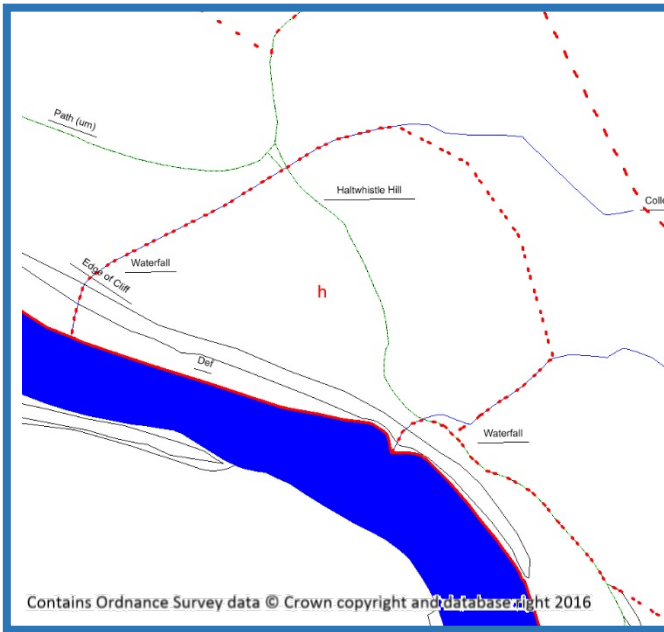 Path (um)
Haltwhistle Hill
Colle
Waterfall
Edge of Cliff
h
Def
Waterfall
Contains Ordnance Survey data © Crown copyright and database right 2016